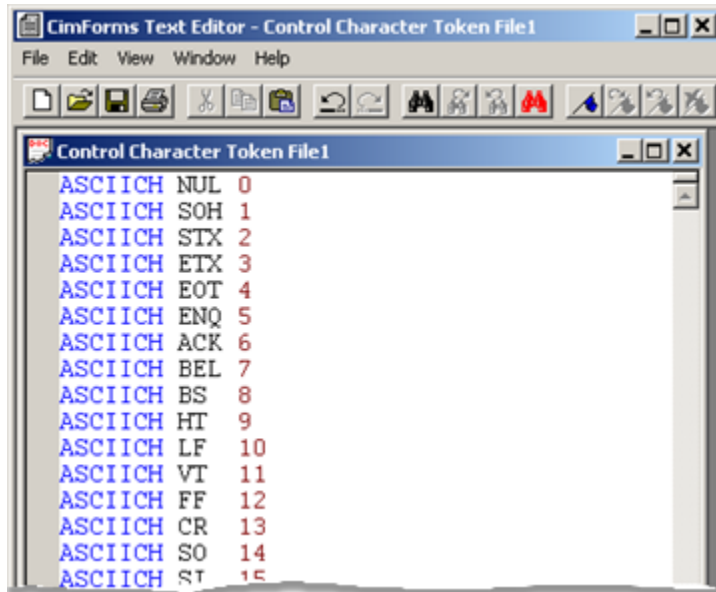 CimForms Text Editor - Control Character Token File1
File Edit View Window Help
Control Character Token File1
ASCIICH NUL 0
ASCIICH SOH 1
ASCIICH STX 2
ASCIICH ETX 3
ASCIICH EOT 4
ASCIICH ENQ 5
ASCIICH ACK 6
ASCIICH BEL 7
ASCIICH BS 8
ASCIICH HT 9
ASCIICH LF 10
ASCIICH VT 11
ASCIICH FF 12
ASCIICH CR 13
ASCIICH SO 14
ASCIICH SI 15